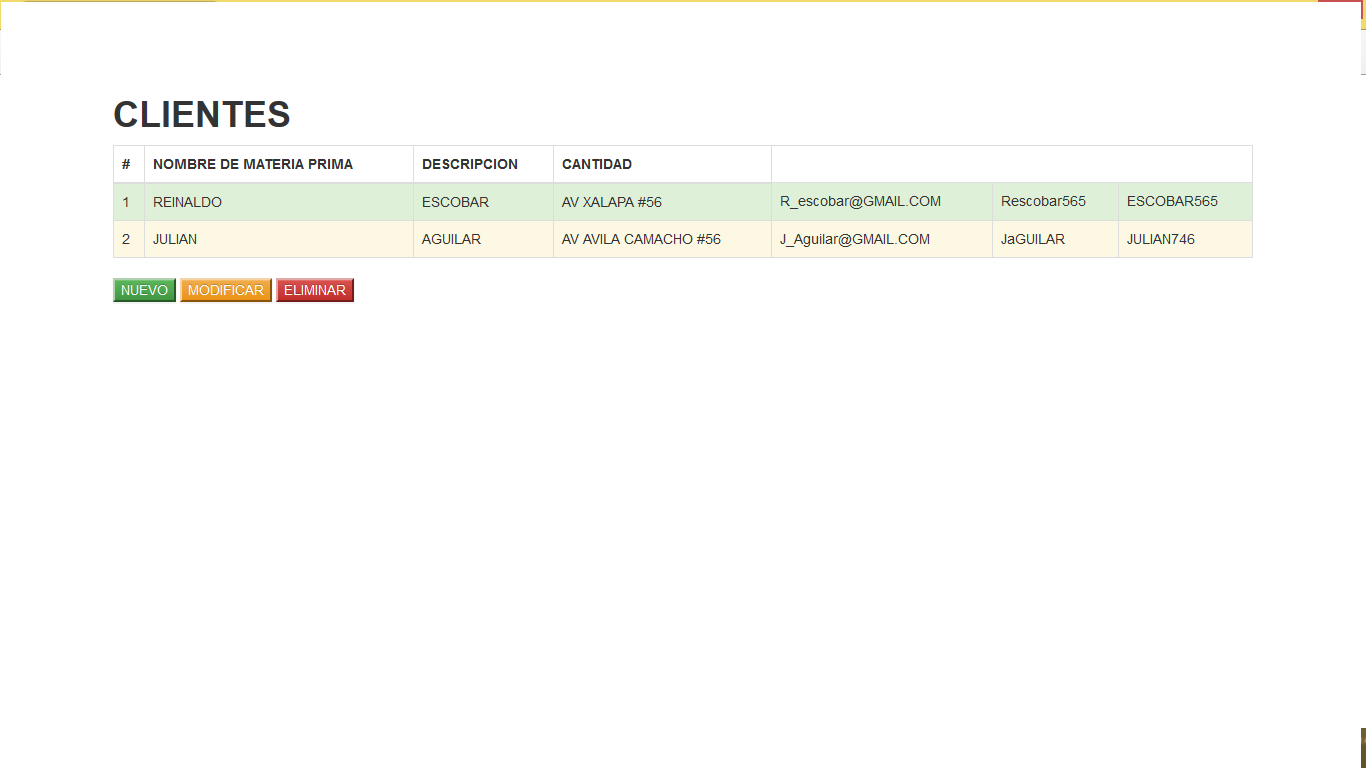 CLIENTES
# NOMBRE DE MATERIA PRIMA DESCRIPCION CANTIDAD
1 REINALDO ESCOBAR AV XALAPA #56 R_escobar@GMAIL.COM Rescobar565 ESCOBAR565
2 JULIAN AGUILAR AV AVILA CAMACHO #56 J_Aguilar@GMAIL.COM JaGUILAR JULIAN746
NUEVO MODIFICAR ELIMINAR